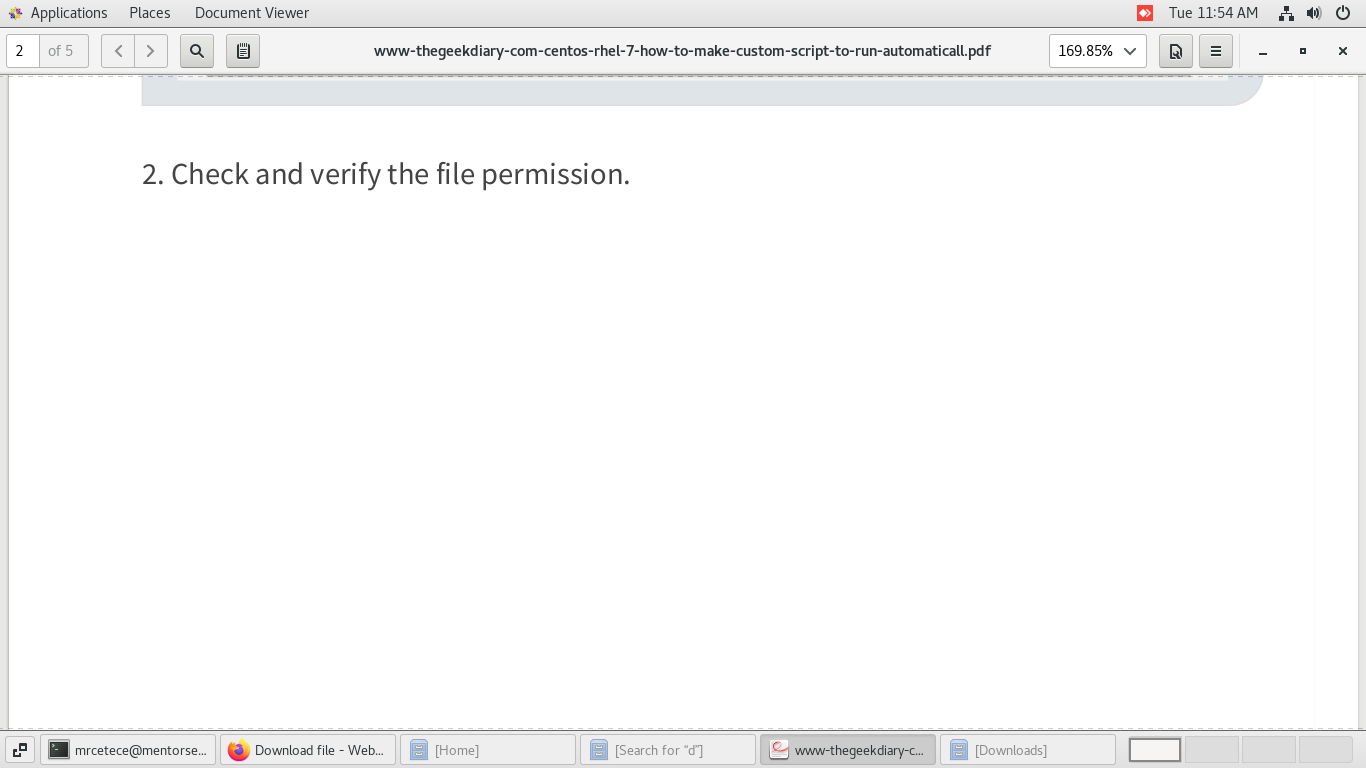 Applications Places Document Viewer Tue 11:54 AM
2 of 5 www-thegeekdiary-com-centos-rhel-7-how-to-make-custom-script-to-run-automaticall.pdf 169.85%
2. Check and verify the file permission.
mrcetece@mentorse... Download file - Web... [Home] [Search for “d”] www-thegeekdiary-c... [Downloads]